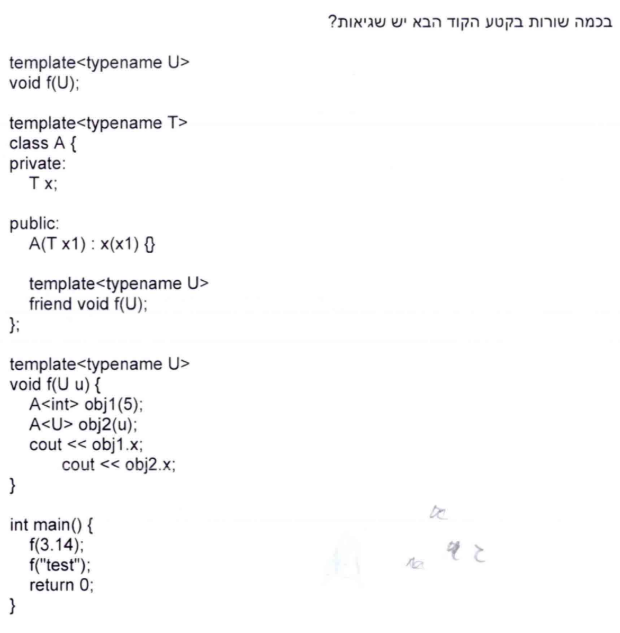 בכמה שורות בקטע הקוד הבא יש שגיאות?
template<typename U>
void f(U);
template<typename T>
class A {
private:
T x;
public:
A(T x1) : x(x1) {}
template<typename U>
friend void f(U);
};
template<typename U>
void f(U u) {
A<int> obj1(5);
A<U> obj2(u);
cout << obj1.x;
cout << obj2.x;
}
int main() {
f(3.14);
f("test");
return 0;
}